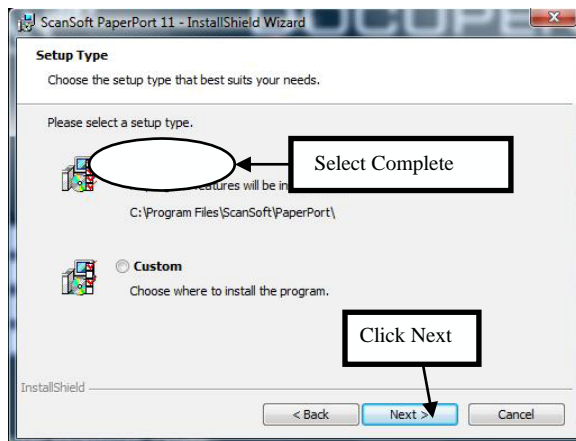 ScanSoft PaperPort 11 - InstallShield Wizard
Setup Type
Choose the setup type that best suits your needs.
Please select a setup type.
Select Complete
features will be
C:\Program Files\ScanSoft\PaperPort\
Custom
Choose where to install the program.
Click Next
InstallShield
< Back Next > Cancel